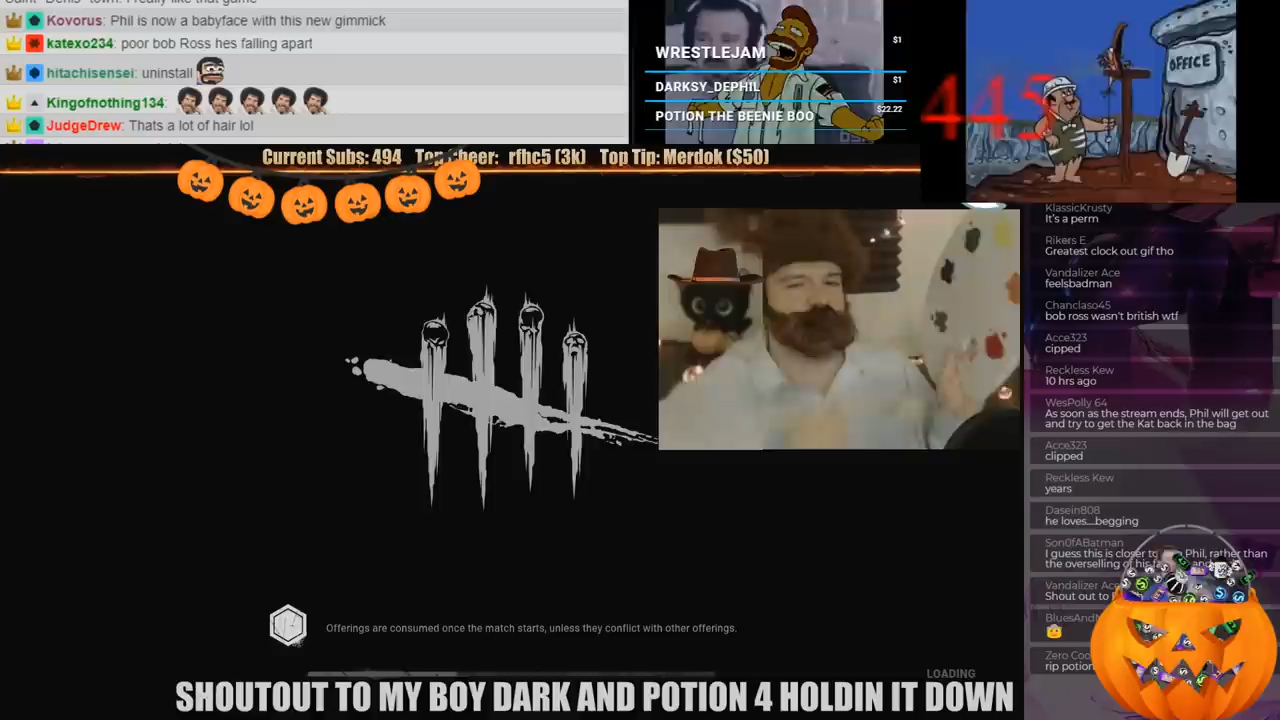 Kovorus: Phil is now a babyface with this new gimmick
katexo234: poor bob Ross hes falling apart
hitachisensei: uninstall
Kingofnothing134:
JudgeDrew: Thats a lot of hair lol
WRESTLEJAM $1
DARKSY_DEPHIL $1
POTION THE BEENIE BOO $22.22
445
OFFICE
Current Subs: 494 Top Cheer: rfhc5 (3k) Top Tip: Merdok ($50)
KlassicKrusty
It's a perm
Rikers E
Greatest clock out gif tho
Vandalizer Ace
feelsbadman
Chanclaso45
bob ross wasn't british wtf
Acce323
cipped
Reckless Kew
10 hrs ago
WesPolly 64
As soon as the stream ends, Phil will get out
and try to get the Kat back in the bag
Acce323
clipped
Reckless Kew
years
Dasein808
he loves....begging
Son0fABatman
I guess this is closer to Phil, rather than
the overselling of his
Vandalizer Ace
Shout out to
Zero
rip potion
Offerings are consumed once the match starts, unless they conflict with other offerings.
LOADING
SHOUTOUT TO MY BOY DARK AND POTION 4 HOLDIN IT DOWN